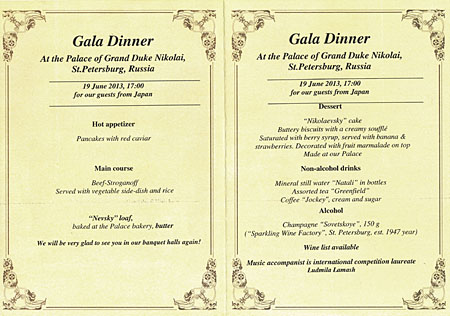 Gala Dinner
At the Palace of Grand Duke Nikolai,
St.Petersburg, Russia
19 June 2013, 17:00
for our guests from Japan
Hot appetizer
Pancakes with red caviar
Main course
Beef-Stroganoff
Served with vegetable side-dish and rice
"Nevsky" loaf,
baked at the Palace bakery, butter
We will be very glad to see you in our banquet halls again!
Gala Dinner
At the Palace of Grand Duke Nikolai,
St.Petersburg, Russia
19 June 2013, 17:00
for our guests from Japan
Dessert
"Nikolaevsky" cake
Buttery biscuits with a creamy soufflé
Saturated with berry syrup, served with banana &
strawberries. Decorated with fruit marmalade on top
Made at our Palace
Non-alcohol drinks
Mineral still water "Natali" in bottles
Assorted tea "Greenfield"
Coffee "Jockey", cream and sugar
Alcohol
Champagne "Sovetskoye", 150 g
("Sparkling Wine Factory", St. Petersburg, est. 1947 year)
Wine list available
Music accompanist is international competition laureate
Ludmila Lamash